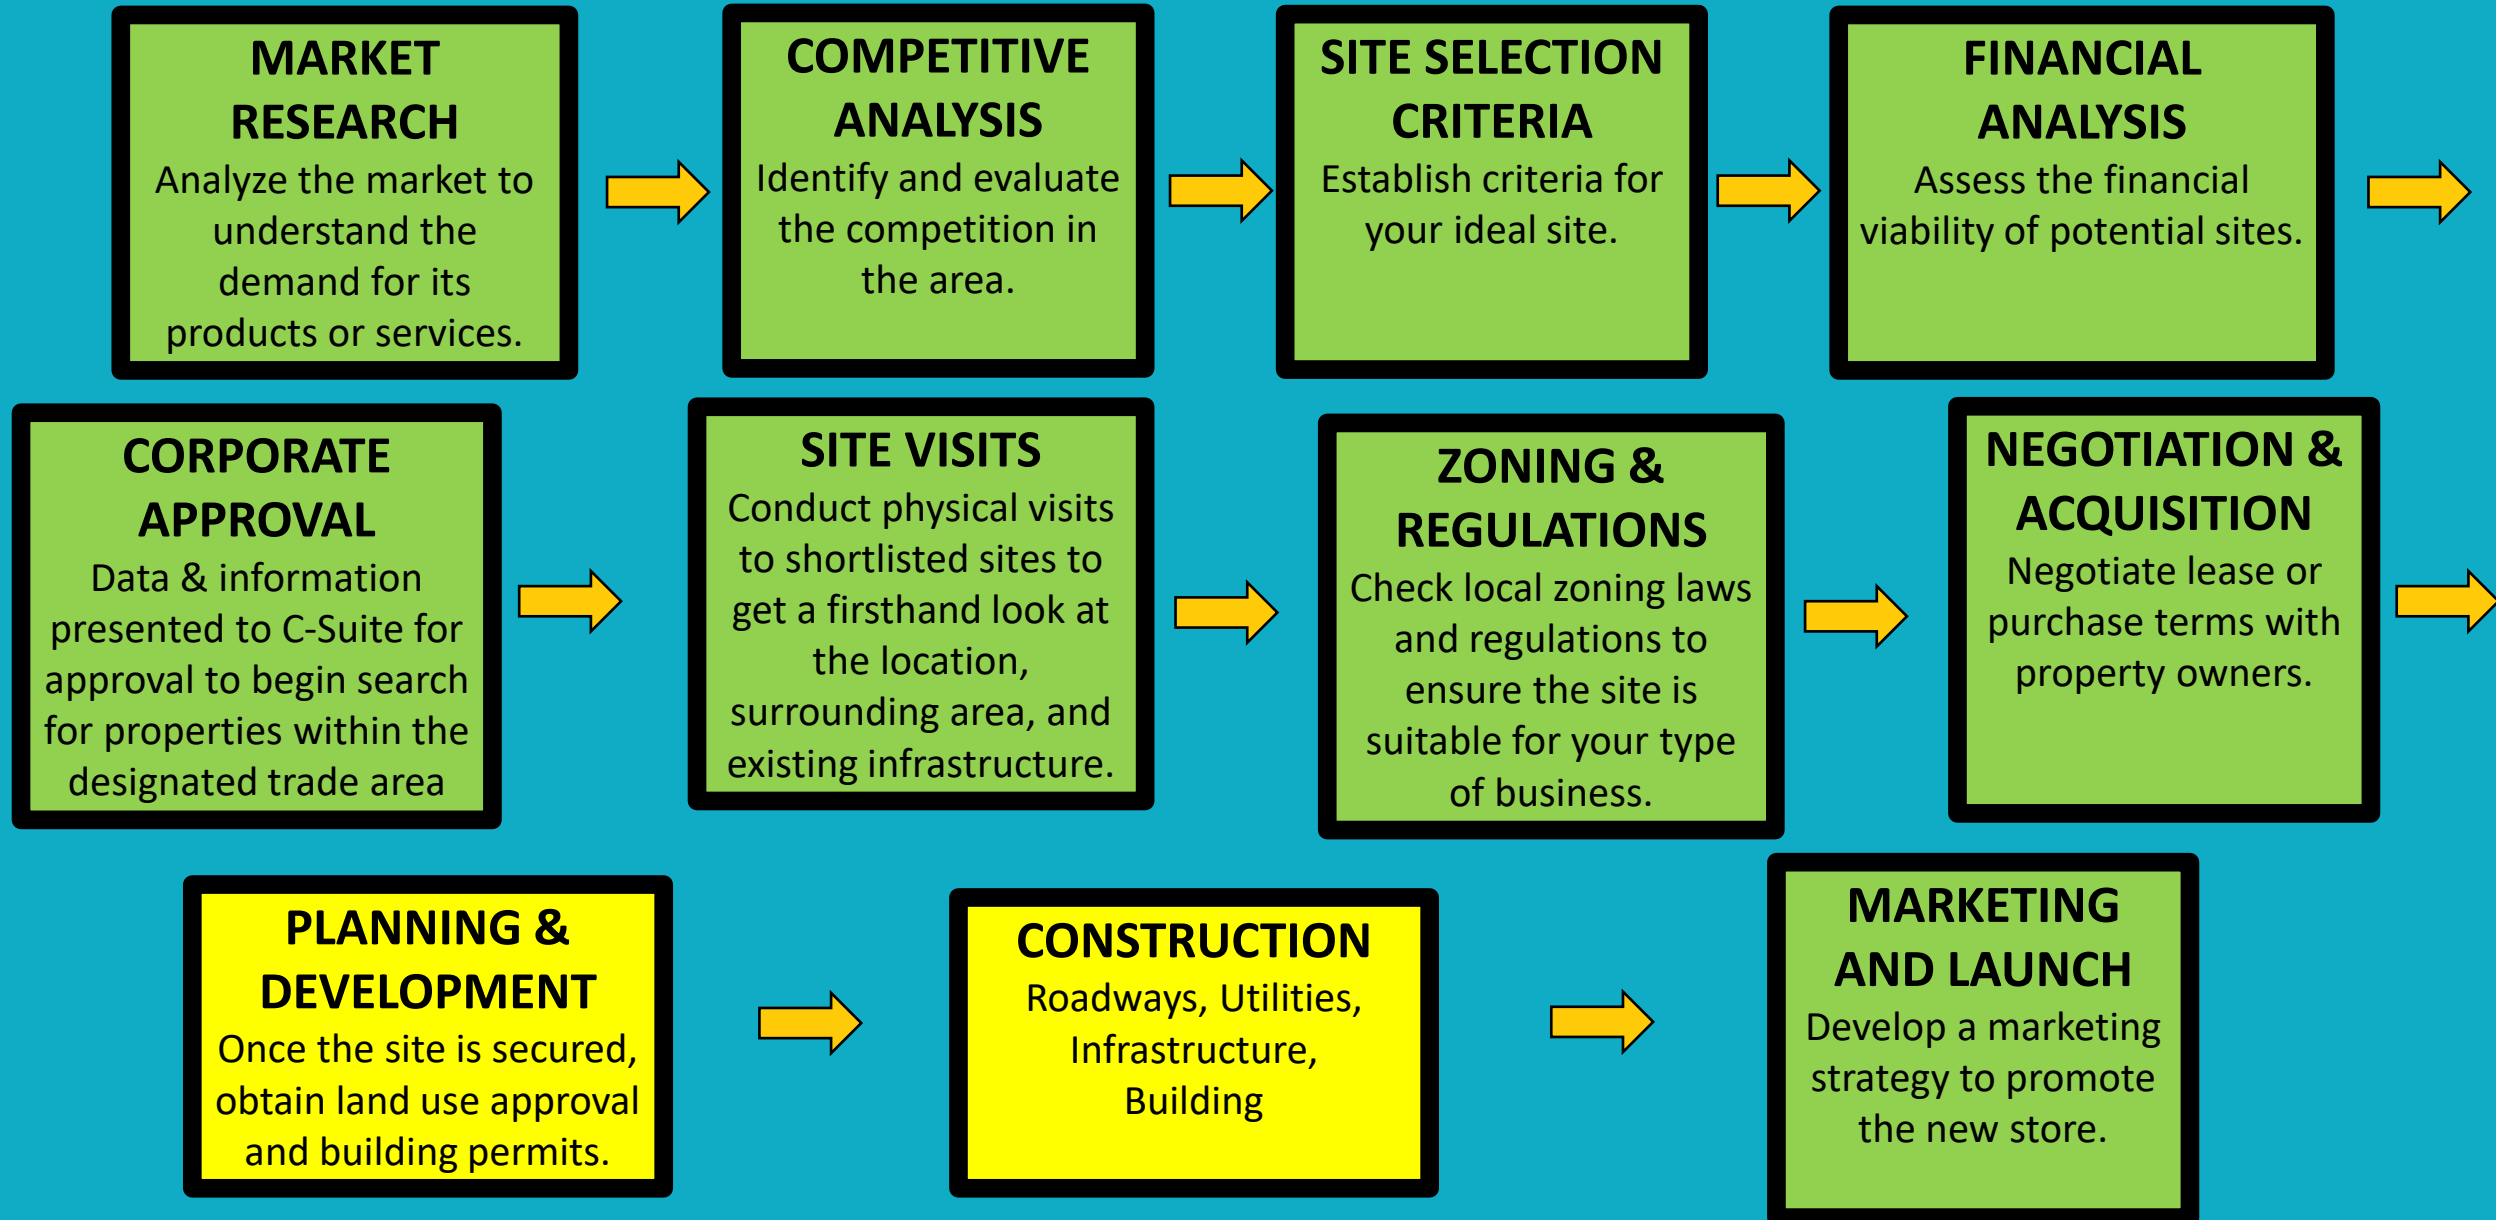 MARKET
RESEARCH
Analyze the market to
understand the
demand for its
products or services.
COMPETITIVE
ANALYSIS
Identify and evaluate
the competition in
the area.
SITE SELECTION
CRITERIA
Establish criteria for
your ideal site.
FINANCIAL
ANALYSIS
Assess the financial
viability of potential sites.
CORPORATE
APPROVAL
Data & information
presented to C-Suite for
approval to begin search
for properties within the
designated trade area
SITE VISITS
Conduct physical visits
to shortlisted sites to
get a firsthand look at
the location,
surrounding area, and
existing infrastructure.
ZONING &
REGULATIONS
Check local zoning laws
and regulations to
ensure the site is
suitable for your type
of business.
NEGOTIATION &
ACQUISITION
Negotiate lease or
purchase terms with
property owners.
PLANNING &
DEVELOPMENT
Once the site is secured,
obtain land use approval
and building permits.
CONSTRUCTION
Roadways, Utilities,
Infrastructure,
Building
MARKETING
AND LAUNCH
Develop a marketing
strategy to promote
the new store.